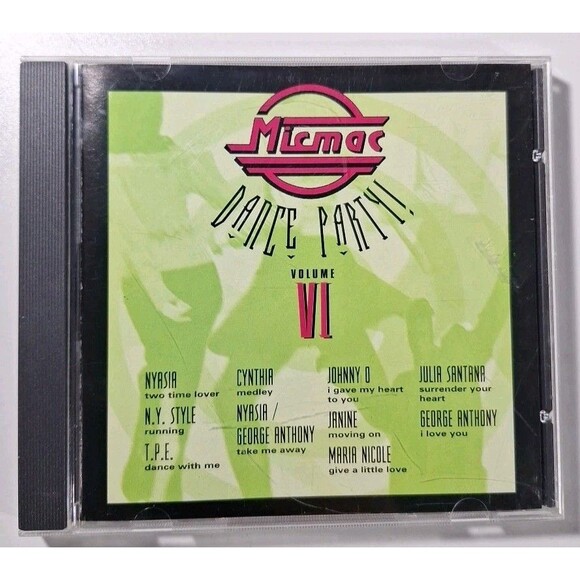 Micmac
DANCE PARTY!
VOLUME
VI
NYASIA
two time lover
N.Y. STYLE
running
T.P.E.
dance with me
CYNTHIA
medley
NYASIA /
GEORGE ANTHONY
take me away
JOHNNY O
i gave my heart
to you
JANINE
moving on
MARIA NICOLE
give a little love
JULIA SANTANA
surrender your
heart
GEORGE ANTHONY
i love you